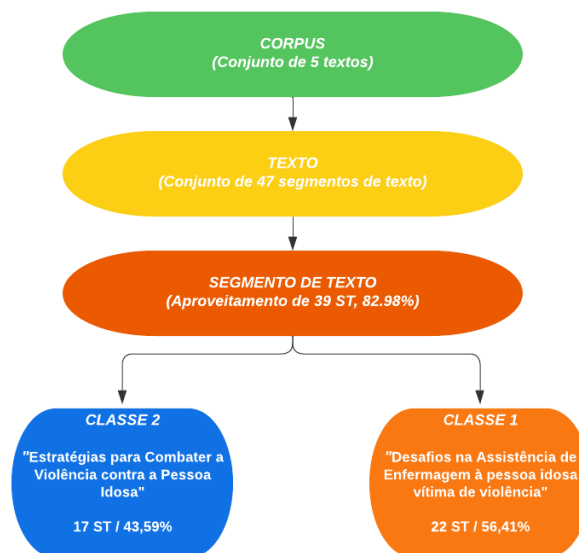 CORPUS
(Conjunto de 5 textos)
TEXTO
(Conjunto de 47 segmentos de texto)
SEGMENTO DE TEXTO
(Aproveitamento de 39 ST, 82.98%)
CLASSE 2
"Estratégias para Combater a
Violência contra a Pessoa
Idosa"
17 ST / 43,59%
CLASSE 1
"Desafios na Assistência de
Enfermagem à pessoa idosa
vítima de violência"
22 ST / 56,41%